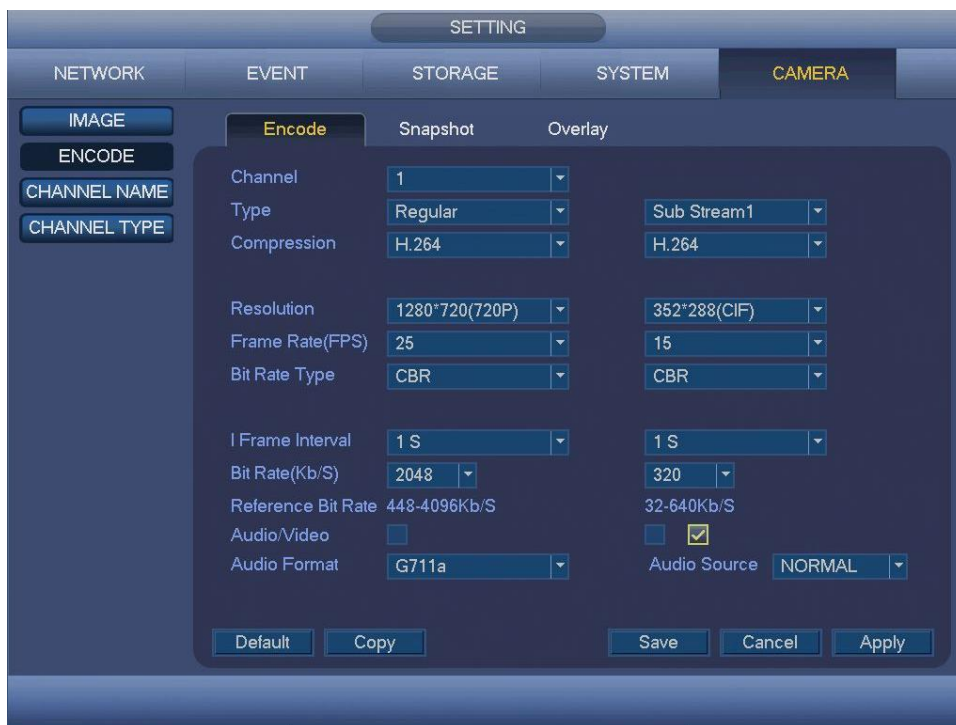 SETTING
NETWORK EVENT STORAGE SYSTEM CAMERA
IMAGE
ENCODE
CHANNEL NAME
CHANNEL TYPE
Encode Snapshot Overlay
Channel 1
Type Regular Sub Stream1
Compression H.264 H.264
Resolution 1280*720(720P) 352*288(CIF)
Frame Rate(FPS) 25 15
Bit Rate Type CBR CBR
I Frame Interval 1 S 1 S
Bit Rate(Kb/S) 2048 320
Reference Bit Rate 448-4096Kb/S 32-640Kb/S
Audio/Video
Audio Format G711a Audio Source NORMAL
Default Copy Save Cancel Apply